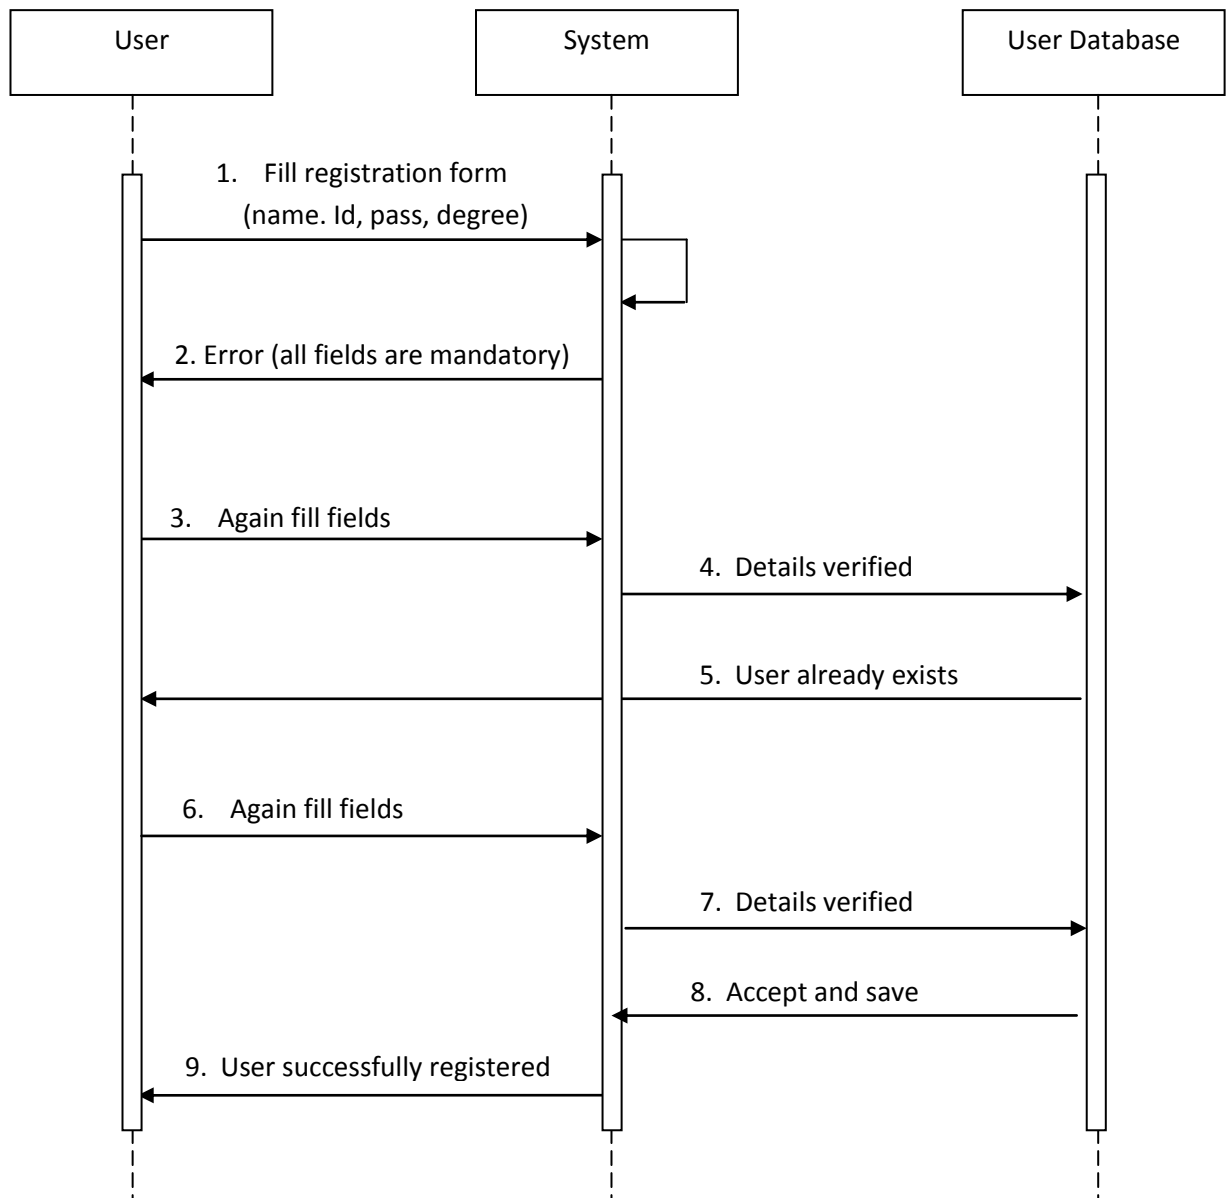 User
System
User Database
1. Fill registration form
(name. Id, pass, degree)
2. Error (all fields are mandatory)
3. Again fill fields
4. Details verified
5. User already exists
6. Again fill fields
7. Details verified
8. Accept and save
9. User successfully registered